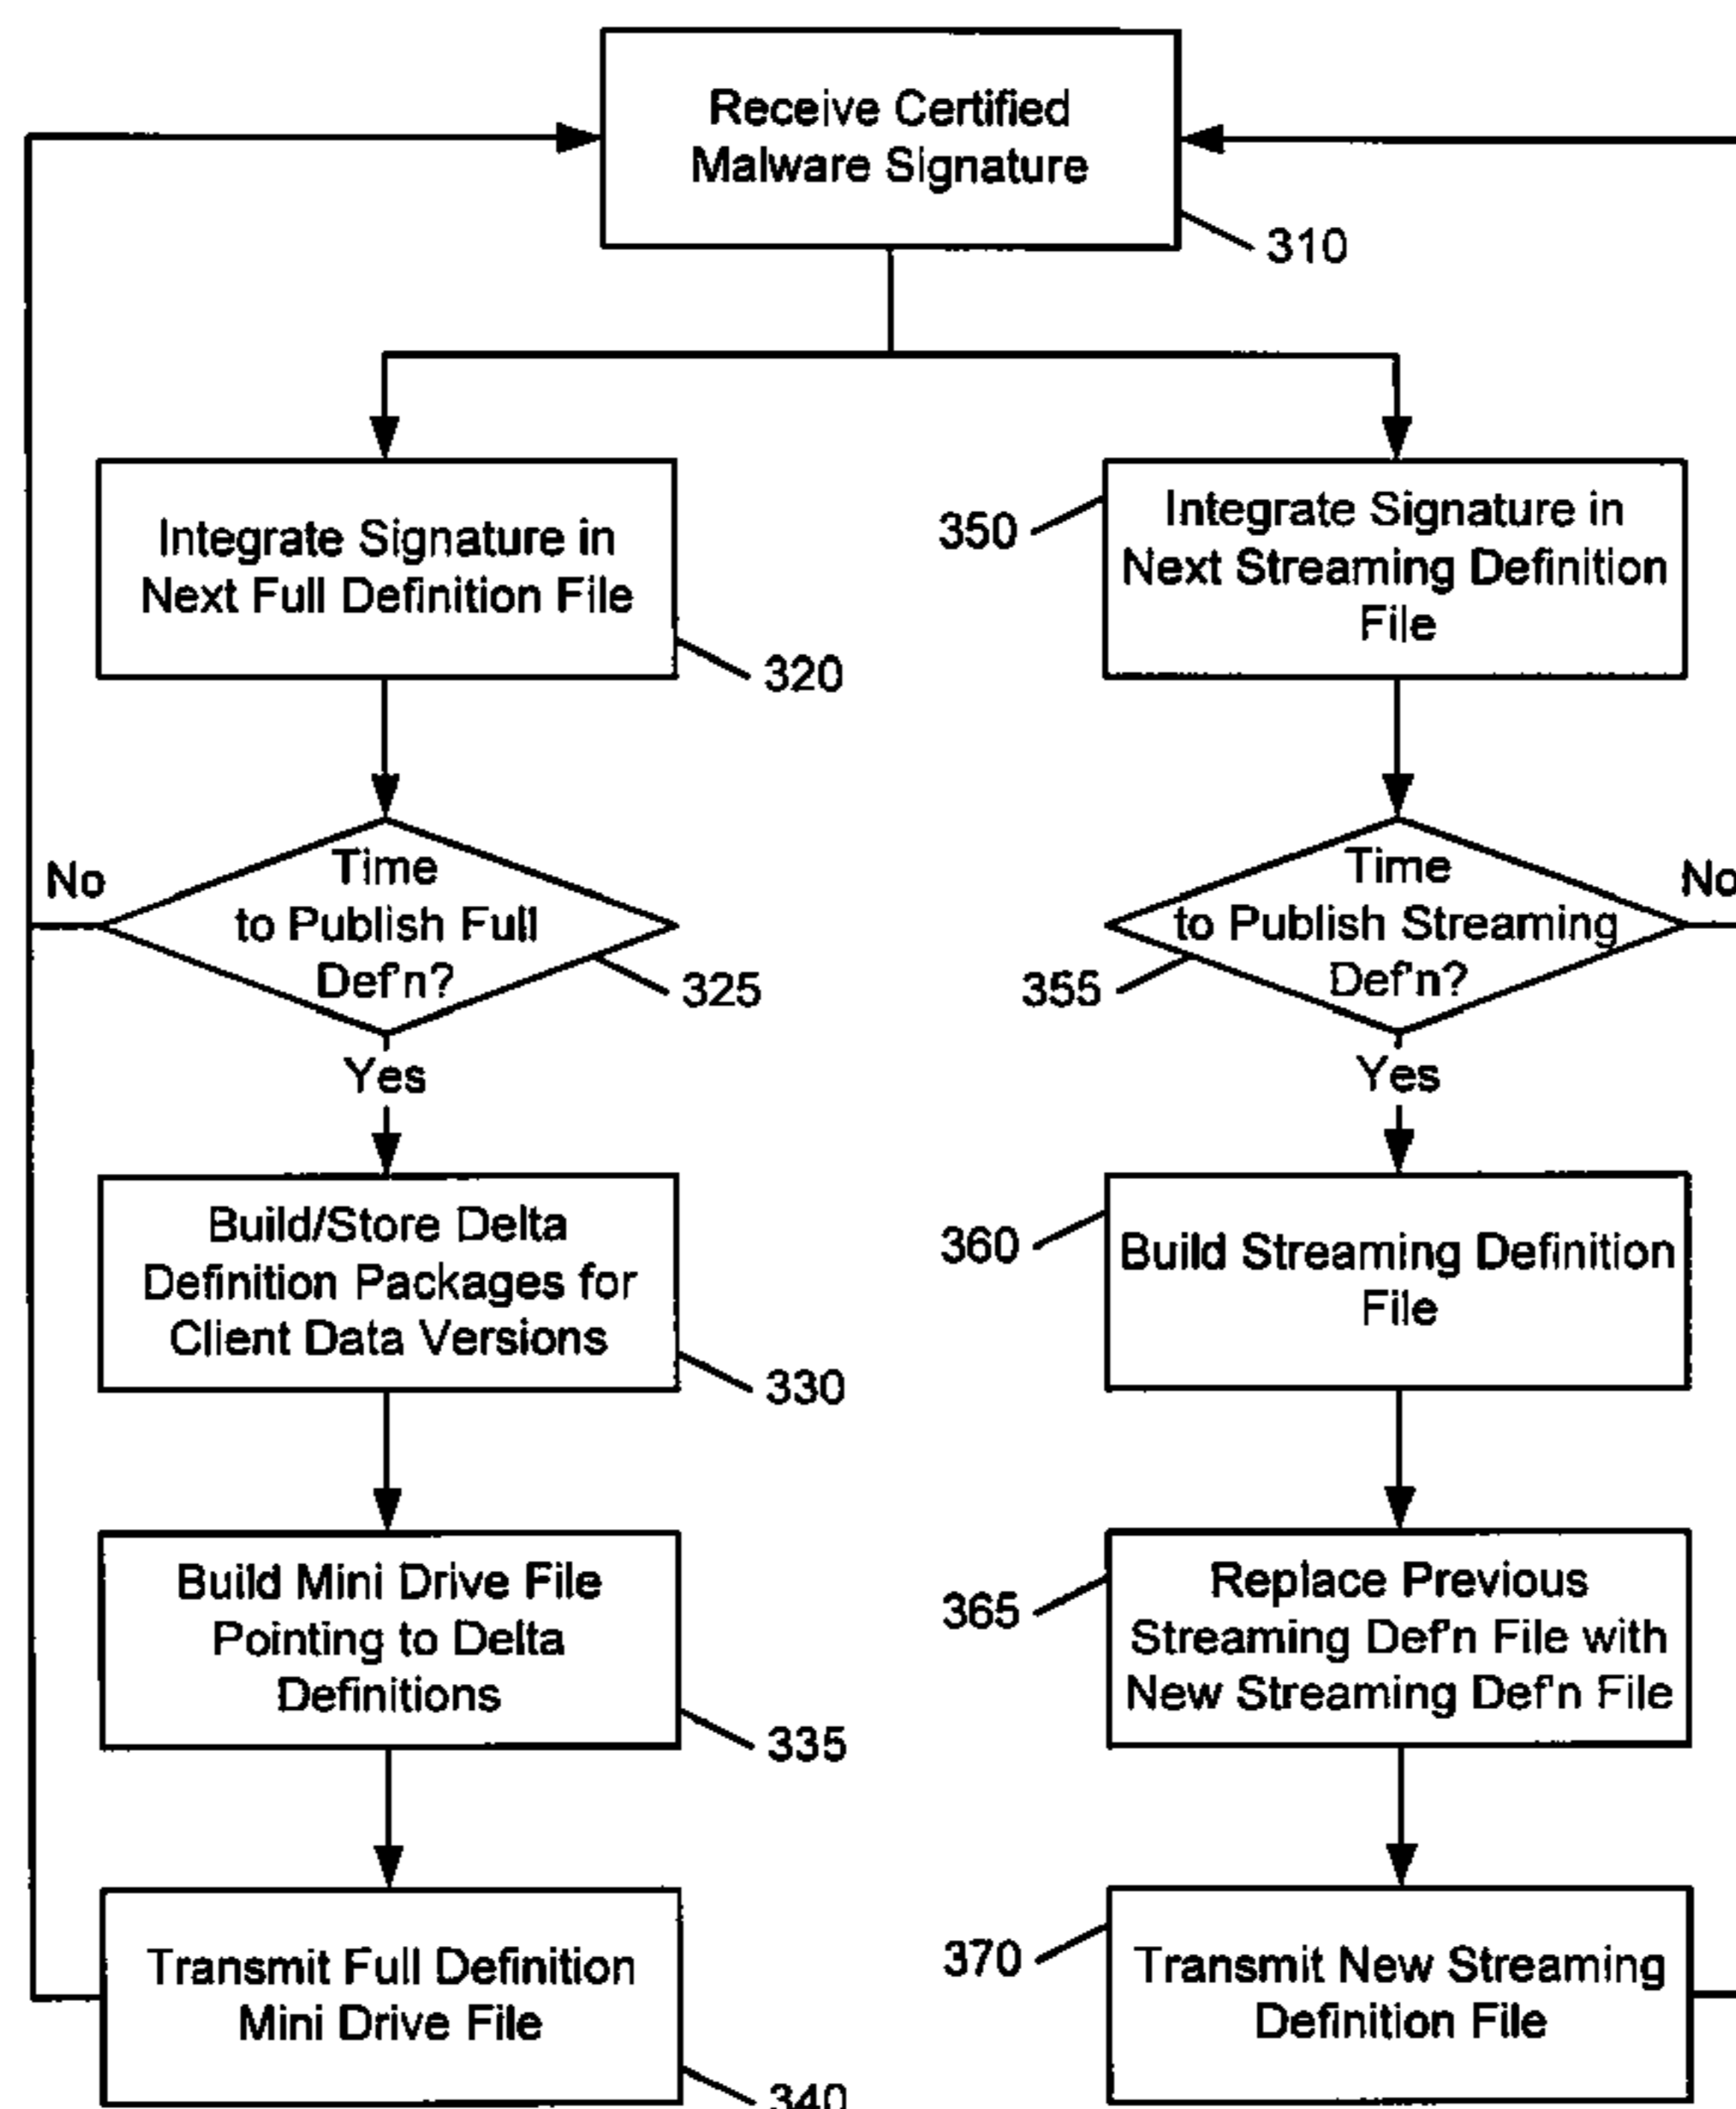 Receive Certified
Malware Signature
310
Integrate Signature in
Next Full Definition File
320
350
Integrate Signature in
Next Streaming Definition
File
No
Time
to Publish Full
Def'n?
325
Time
to Publish Streaming
Def'n?
355
No
Yes
Yes
Build/Store Delta
Definition Packages for
Client Data Versions
330
360
Build Streaming Definition
File
Build Mini Drive File
Pointing to Delta
Definitions
335
365
Replace Previous
Streaming Def'n File with
New Streaming Def'n File
Transmit Full Definition
Mini Drive File
340
370
Transmit New Streaming
Definition File